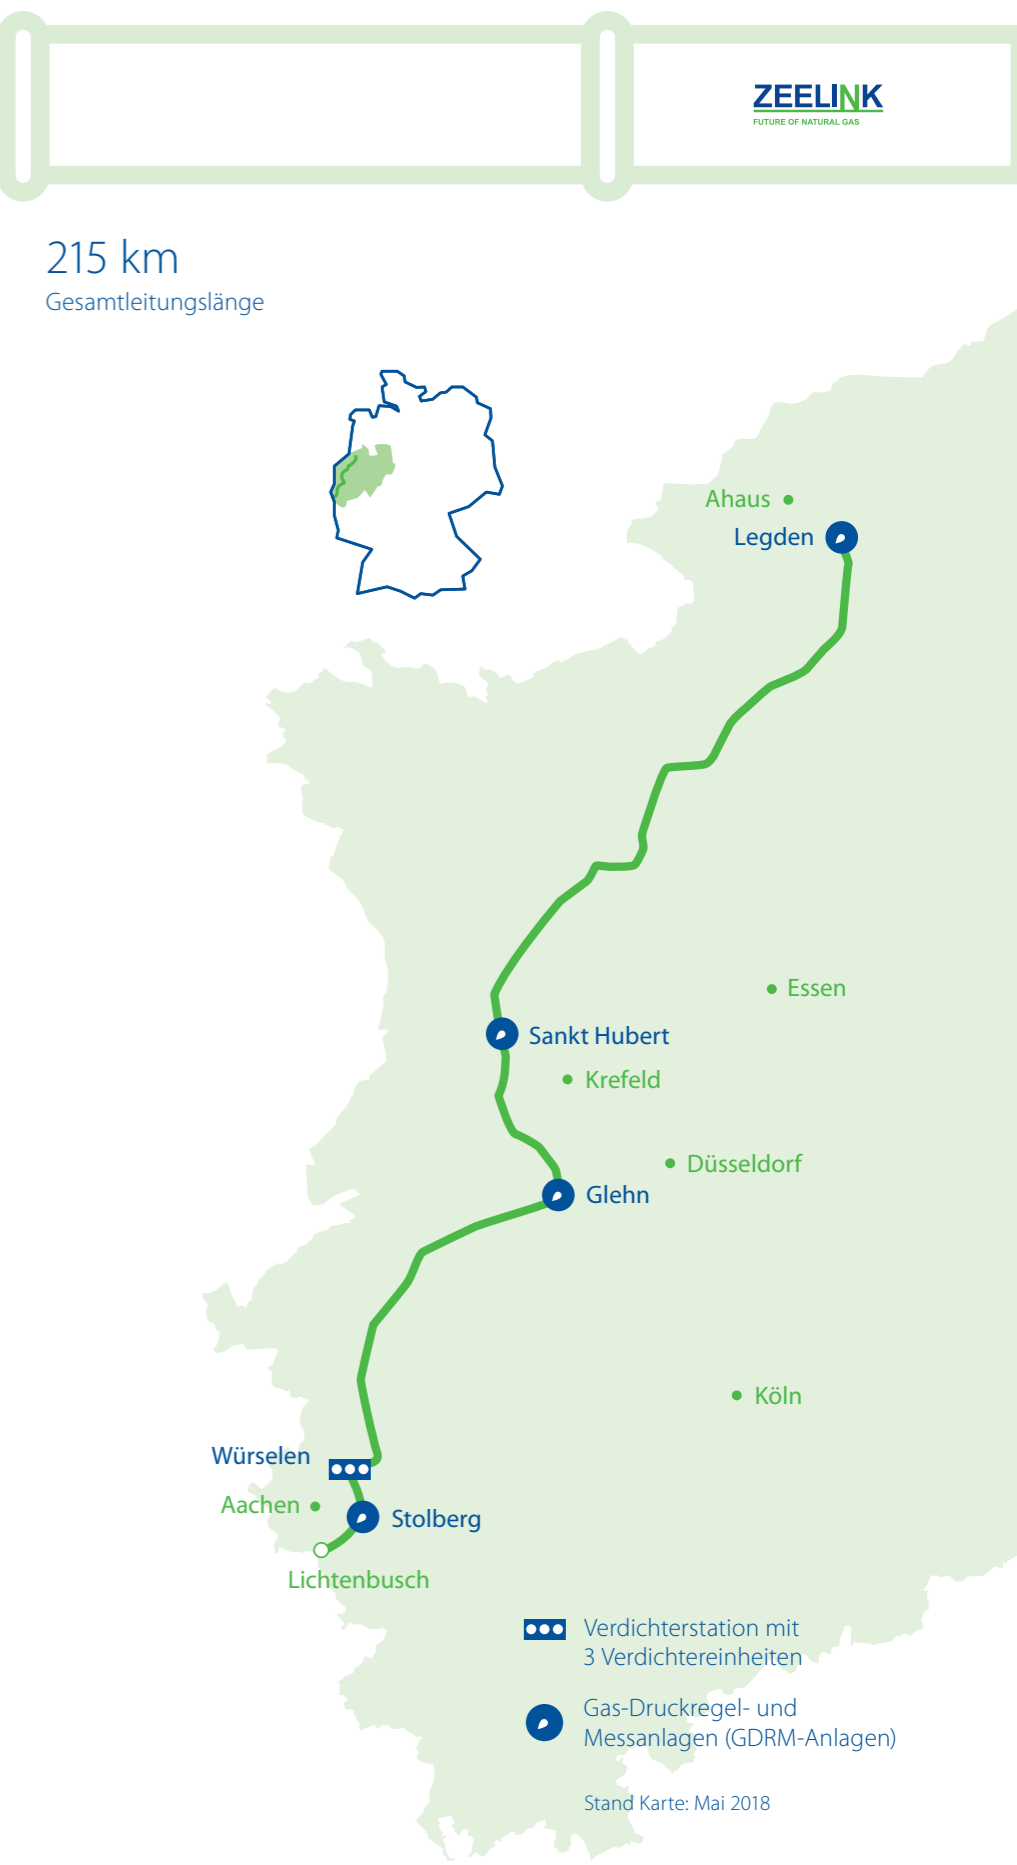 ZEELINK
FUTURE OF NATURAL GAS
215 km
Gesamtleitungslänge
Ahaus
Legden
Essen
Sankt Hubert
Krefeld
Düsseldorf
Glehn
Köln
Würselen
Aachen
Stolberg
Lichtenbusch
Verdichterstation mit
3 Verdichtereinheiten
Gas-Druckregel- und
Messanlagen (GDRM-Anlagen)
Stand Karte: Mai 2018